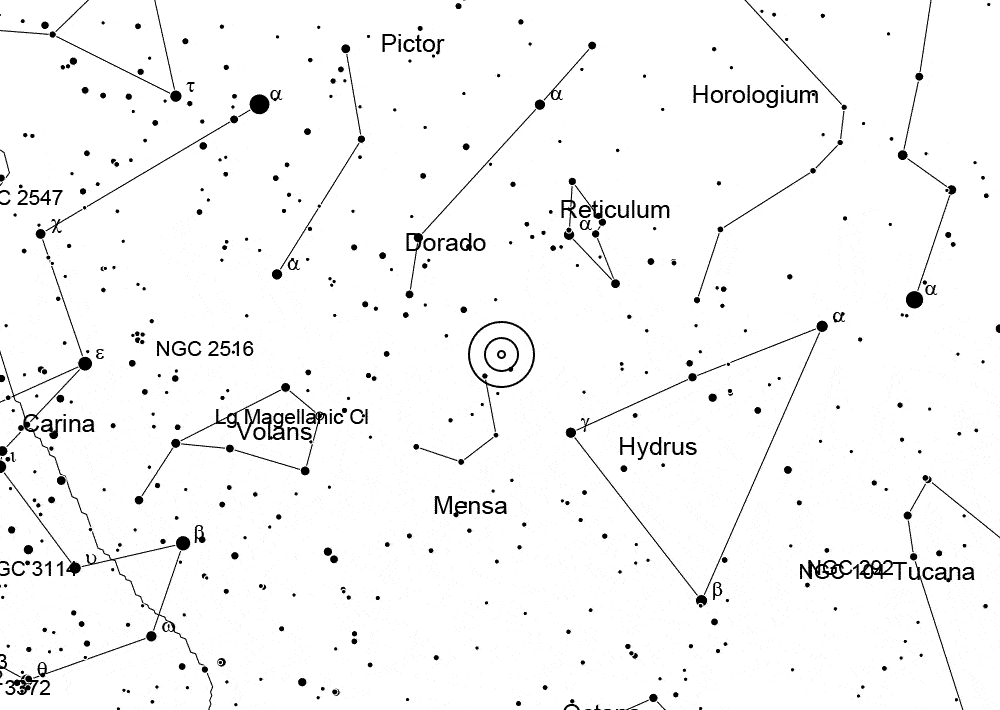 Pictor
α
τ
α
Horologium
C 2547
Reticulum
χ
α
Dorado
α
α
α
NGC 2516
ε
Lg Magellanic Cl
Carina
Volans
γ
Hydrus
ι
Mensa
β
υ
GC 3114
NGC 292
NGC 104
Tucana
β
ω
3
θ
3372